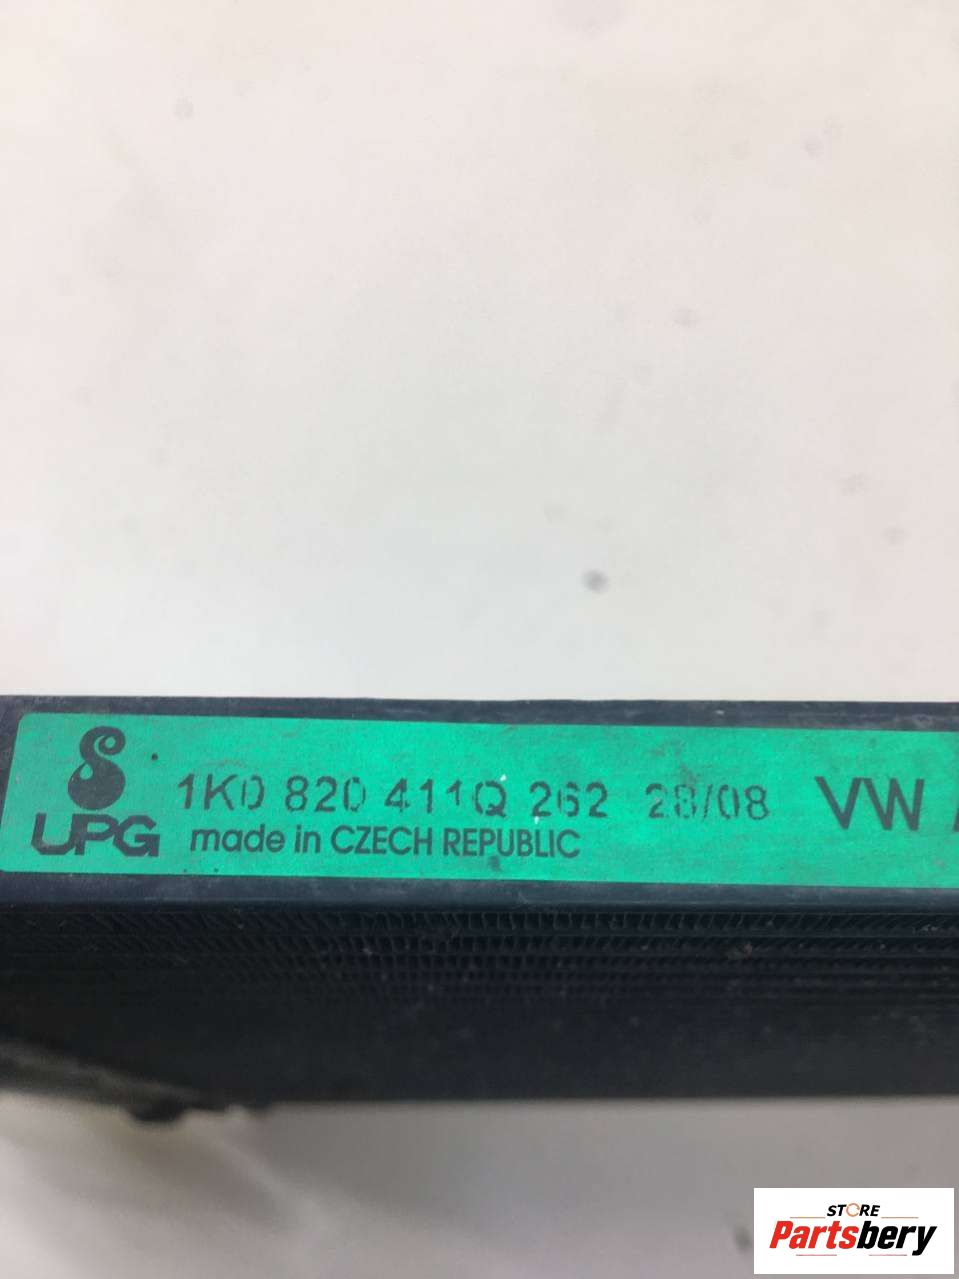 1K0 820 411Q 262 28/08 VW
UPG made in CZECH REPUBLIC
STORE
Partsbery